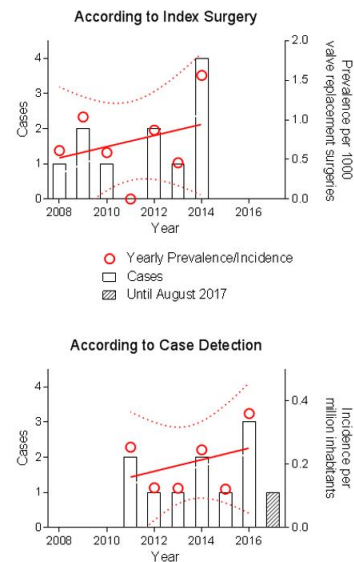 According to Index Surgery
4
3
2
1
0
Cases
2.0
1.5
1.0
0.5
0.0
Prevalence per 1000
valve replacement surgeries
2008 2010 2012 2014 2016
Year
Yearly Prevalence/Incidence
Cases
Until August 2017
According to Case Detection
4
3
2
1
0
Cases
0.4
0.2
0.0
Incidence per
million inhabitants
2008 2010 2012 2014 2016
Year